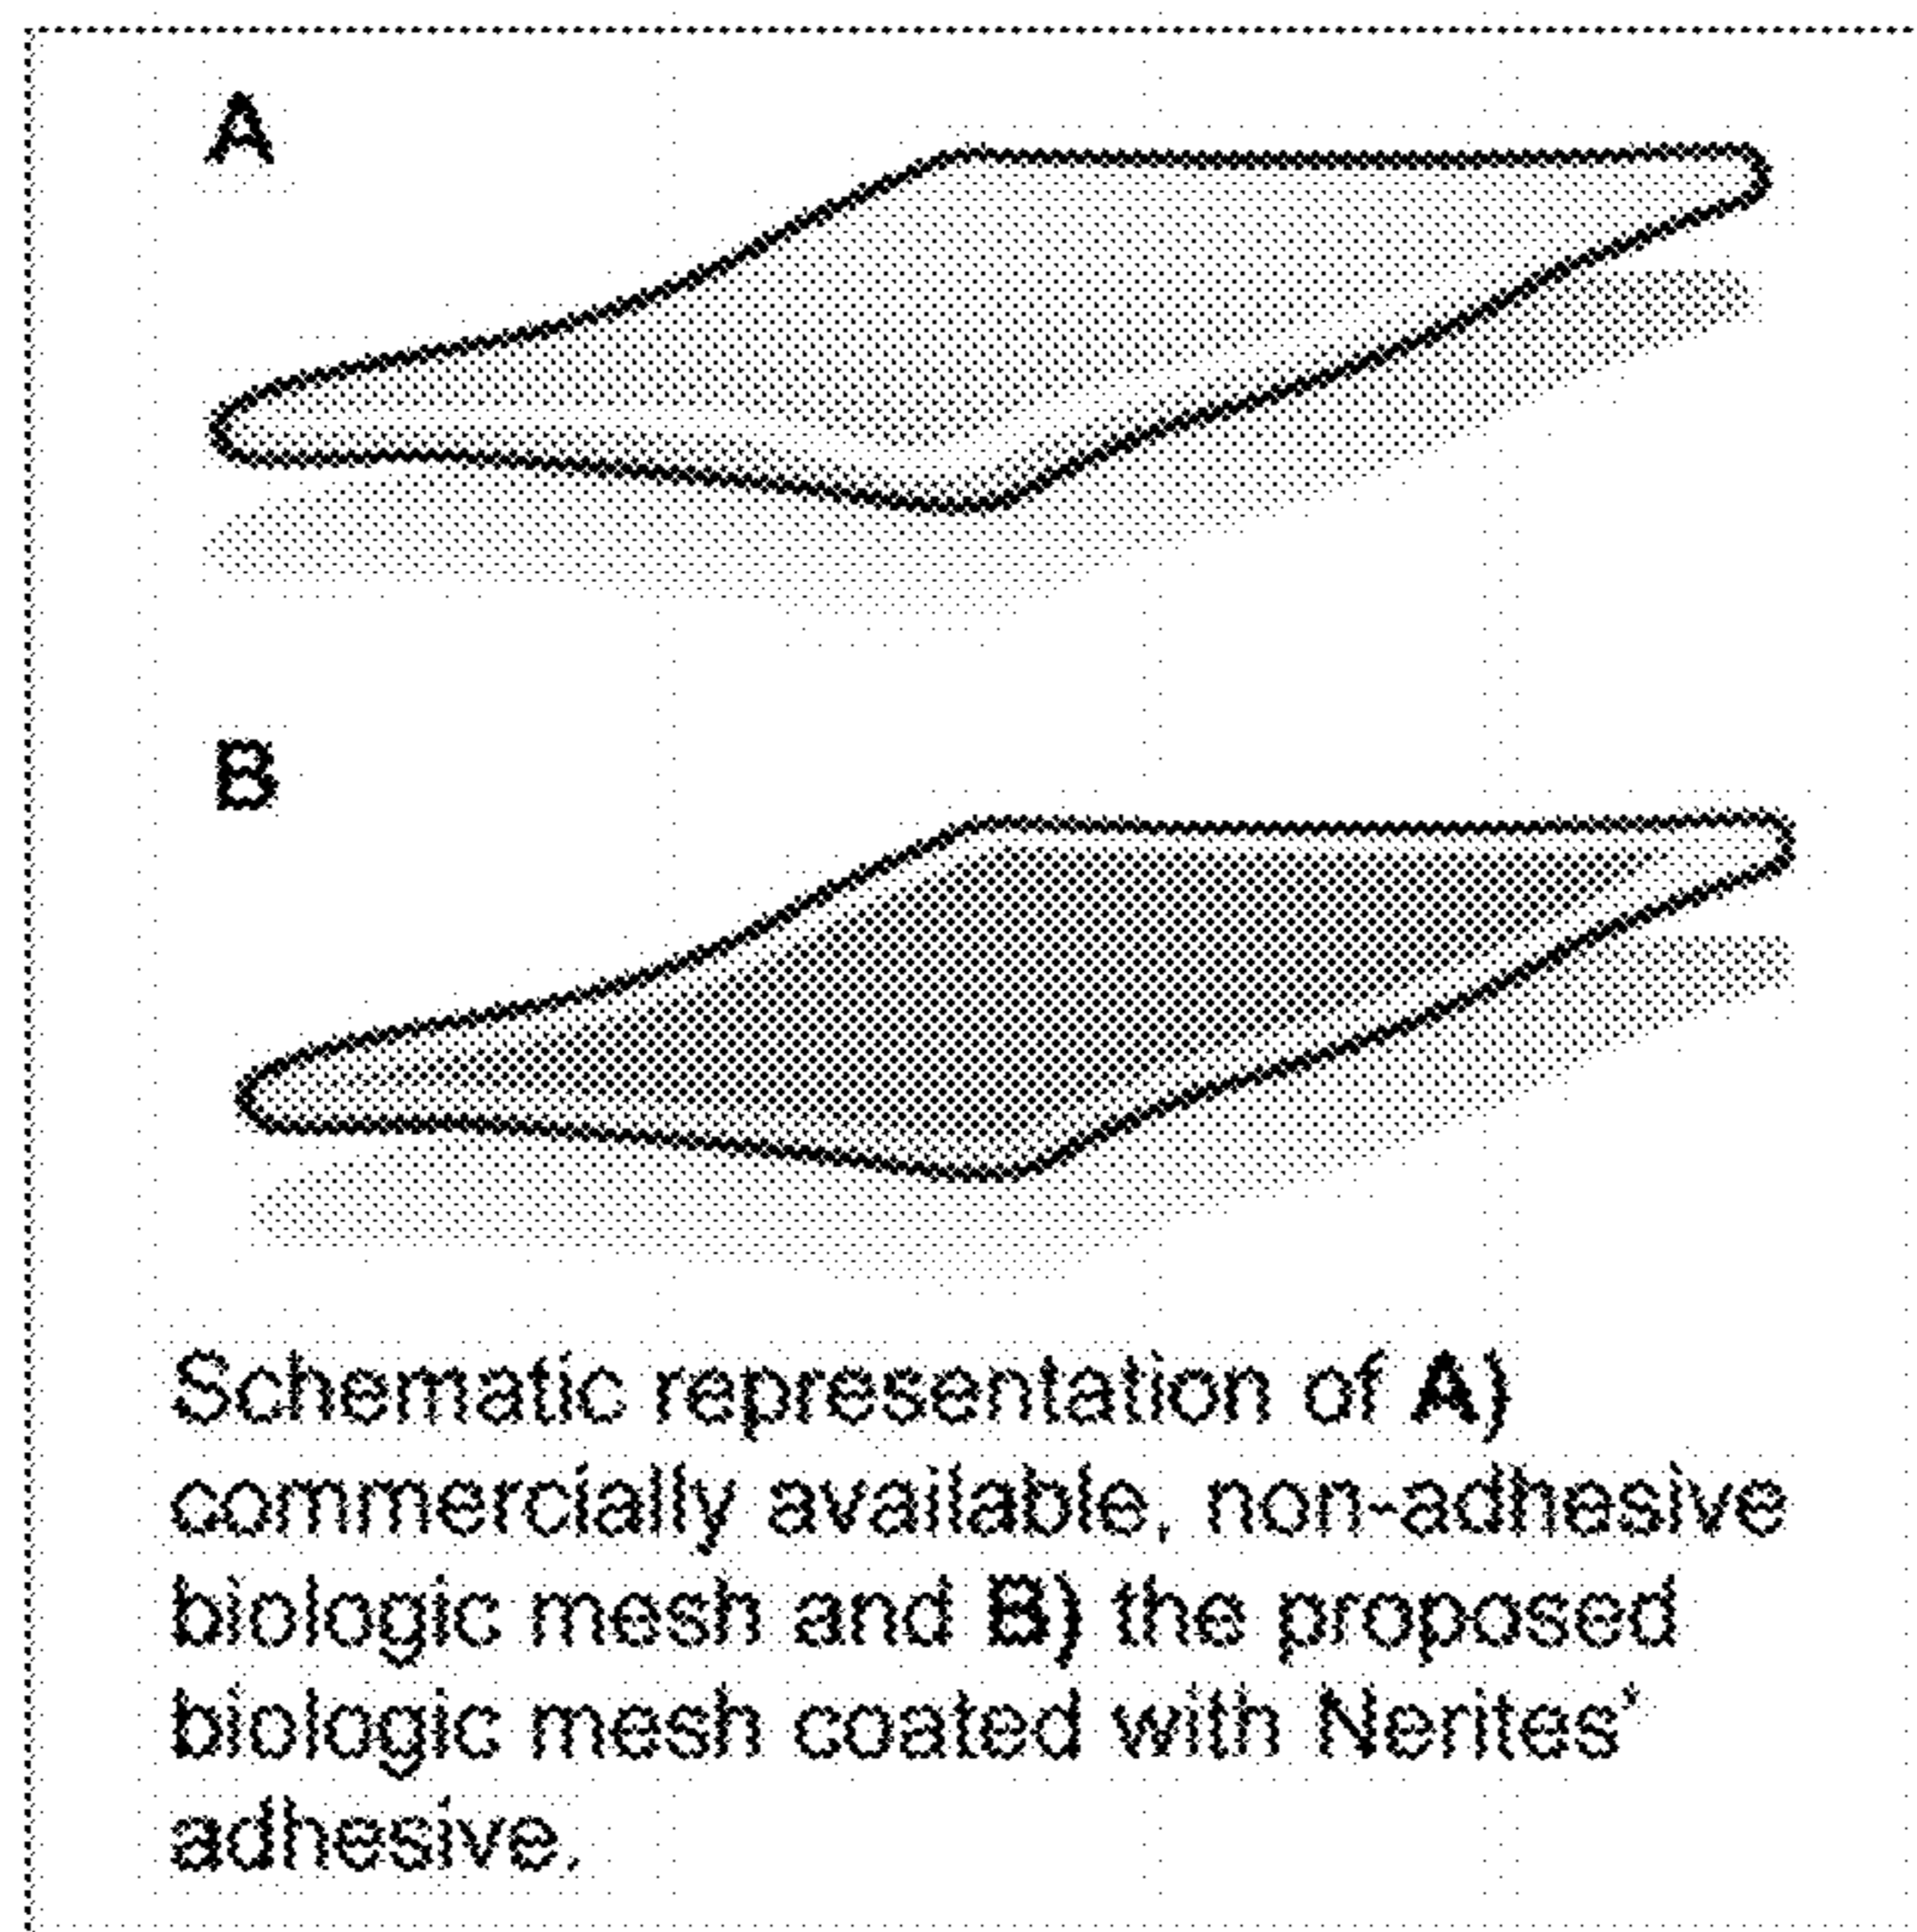 A
B
Schematic representation of A)
commercially available, non-adhesive
biologic mesh and B) the proposed
biologic mesh coated with Nerites'
adhesive.